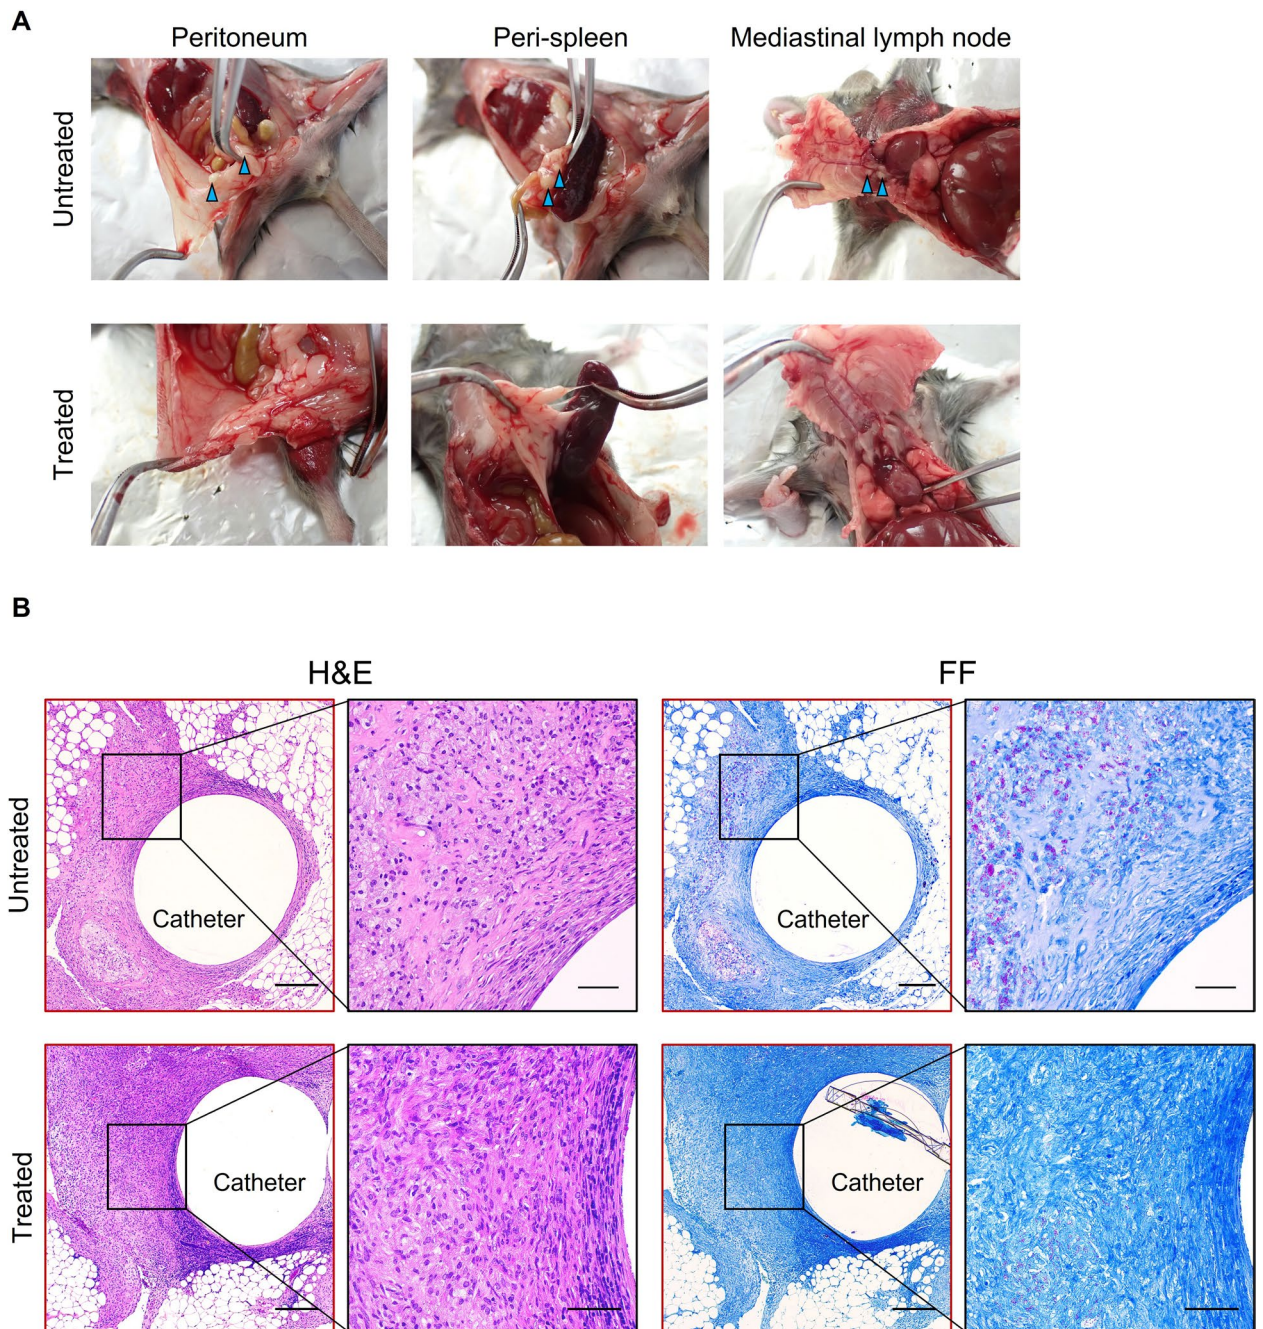 A
Peritoneum
Peri-spleen
Mediastinal lymph node
Untreated
Treated
B
H&E
FF
Untreated
Catheter
Catheter
Treated
Catheter
Catheter